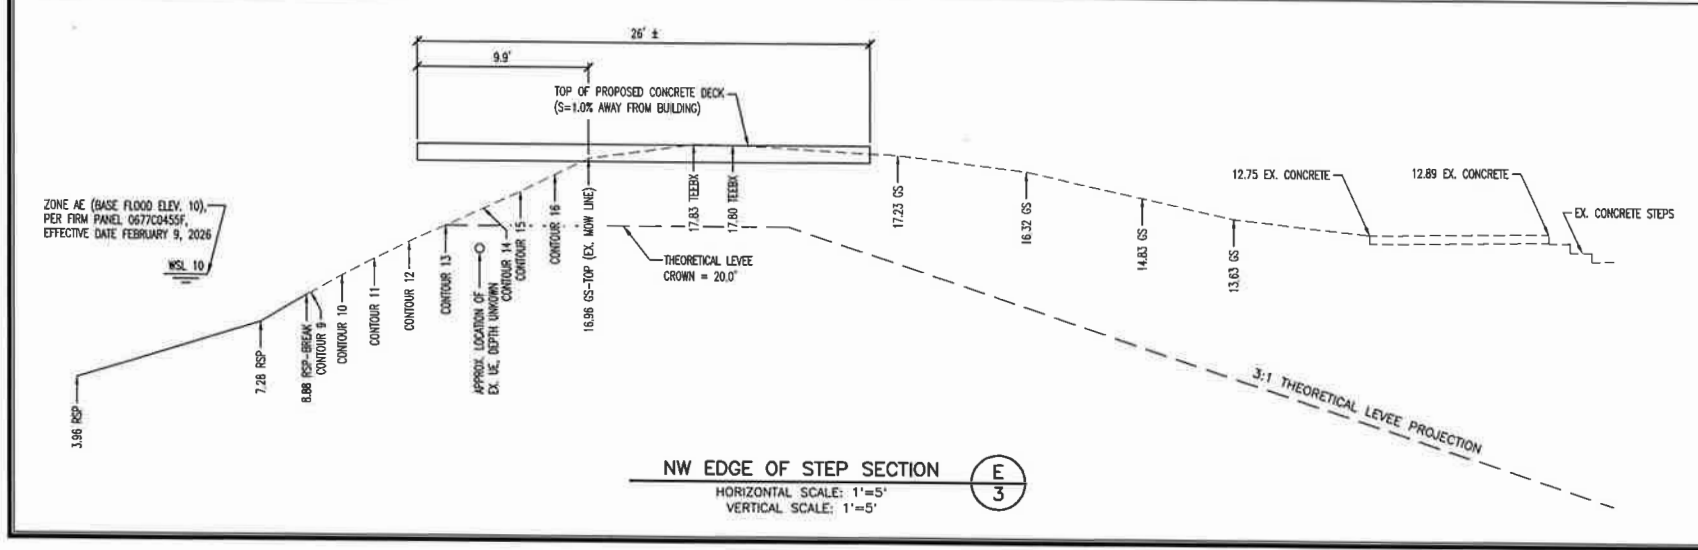 26' ±
9.9'
TOP OF PROPOSED CONCRETE DECK
(S=1.0% AWAY FROM BUILDING)
ZONE AE (BASE FLOOD ELEV. 10),
PER FIRM PANEL 0677C0455F,
EFFECTIVE DATE FEBRUARY 9, 2026
WSL 10
3.96 RSP
7.28 RSP
8.88 RSP-BREAK
CONTOUR 9
CONTOUR 10
CONTOUR 11
CONTOUR 12
CONTOUR 13
APPROX. LOCATION OF
EX. UE, DEPTH UNKOWN
CONTOUR 14
CONTOUR 15
CONTOUR 16
16.96 GS-TOP (EX. MOW LINE)
THEORETICAL LEVEE
CROWN = 20.0'
17.83 TEEBX
17.80 TEEBX
17.23 GS
16.32 GS
14.83 GS
13.63 GS
12.75 EX. CONCRETE
12.89 EX. CONCRETE
EX. CONCRETE STEPS
3:1 THEORETICAL LEVEE PROJECTION
NW EDGE OF STEP SECTION
E
3
HORIZONTAL SCALE: 1'=5'
VERTICAL SCALE: 1'=5'